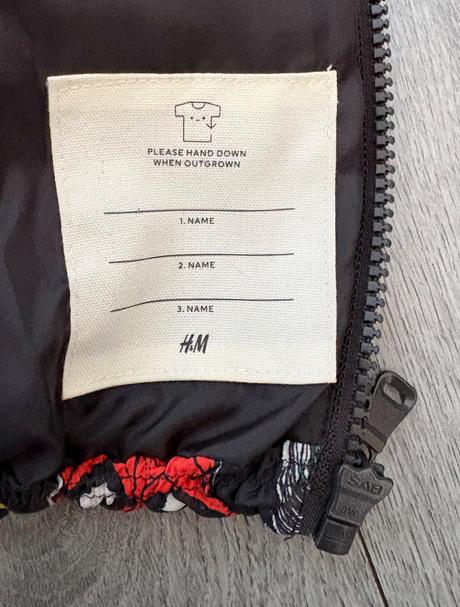 PLEASE HAND DOWN
WHEN OUTGROWN
1. NAME
2. NAME
3. NAME
H&M